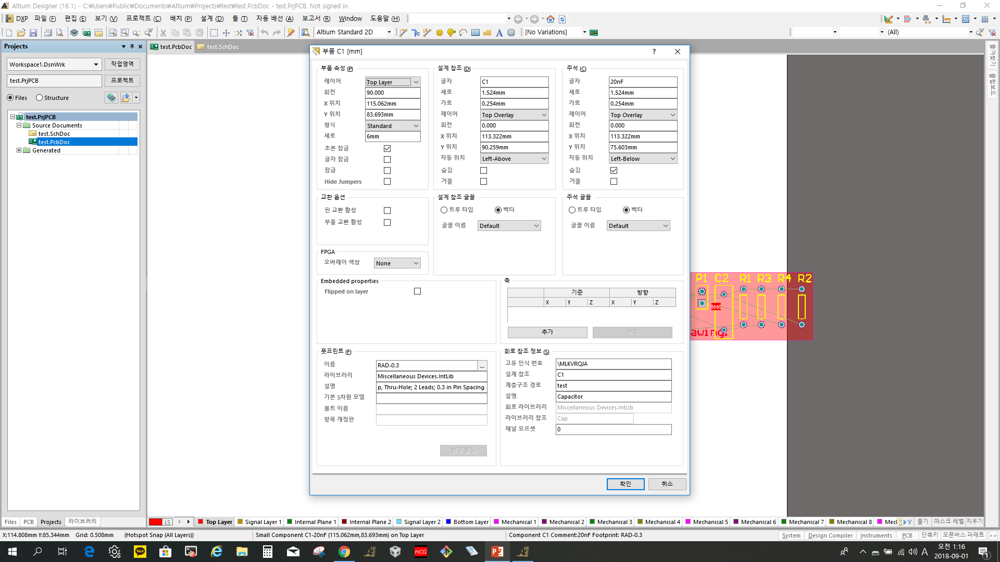 Altium Designer (16.1) - C:₩Users₩Public₩Documents₩Altium₩Projects₩test₩test.PcbDoc - test.PrjPCB. Not signed in.
DXP 파일 (F) 편집 (E) 보기 (V) 프로젝트 (C) 배치 (P) 설계 (D) 툴 (T) 자동 배선 (A) 보고서 (R) Window 도움말 (H)
Altium Standard 2D [No Variations] (All)
Projects
test.PcbDoc test.SchDoc
Workspace1.DsnWrk 작업영역
test.PrjPCB 프로젝트
Files Structure
test.PrjPCB
Source Documents
test.SchDoc
test.PcbDoc
Generated
부품 C1 [mm] ?
부품 속성 (P)
레이어 Top Layer
회전 90.000
X 위치 115.062mm
Y 위치 83.693mm
형식 Standard
세로 6mm
초본 잠금
글자 잠금
잠금
Hide Jumpers
설계 참조 (D)
글자 C1
세로 1.524mm
가로 0.254mm
레이어 Top Overlay
회전 0.000
X 위치 113.322mm
Y 위치 90.259mm
자동 위치 Left-Above
숨김
거울
주석 (C)
글자 20nF
세로 1.524mm
가로 0.254mm
레이어 Top Overlay
회전 0.000
X 위치 113.322mm
Y 위치 75.603mm
자동 위치 Left-Below
숨김
거울
교환 옵션
핀 교환 활성
부품 교환 활성
설계 참조 글꼴
트루 타입 벡터
글꼴 이름 Default
주석 글꼴
트루 타입 벡터
글꼴 이름 Default
FPGA
오버레이 색상 None
Embedded properties
Flipped on layer
축
기준 방향
X Y Z X Y Z
추가 삭제
풋프린트 (F)
이름 RAD-0.3 ...
라이브러리 Miscellaneous Devices.IntLib
설명 p, Thru-Hole; 2 Leads; 0.3 in Pin Spacing
기본 3차원 모델
볼트 이름
항목 개정판
환경 설정
회로 참조 정보 (S)
고유 인식 번호 \MLKVRQJA
설계 참조 C1
계층구조 경로 test
설명 Capacitor
회로 라이브러리 Miscellaneous Devices.IntLib
라이브러리 참조 Cap
채널 오프셋 0
확인 취소
P1 C2 R1 R3 R4 R2
test
awing.
즐겨찾기
클립보드
Files PCB Projects 라이브러리
LS Top Layer Signal Layer 1 Internal Plane 1 Internal Plane 2 Signal Layer 2 Bottom Layer Mechanical 1 Mechanical 2 Mechanical 3 Mechanical 4 Mechanical 5 Mechanical 6 Mechanical 7 Mechanical 8 Mecl 풀기 마스크 레벨 지우기
X:114.808mm Y:85.344mm Grid: 0.508mm (Hotspot Snap (All Layers)) Small Component C1-20nF (115.062mm,83.693mm) on Top Layer Component C1 Comment:20nF Footprint: RAD-0.3 System Design Compiler Instruments PCB 단축키 오픈버스 파래트 >>
TALK 16 HCG 16 A 오전 1:16
2018-09-01 1